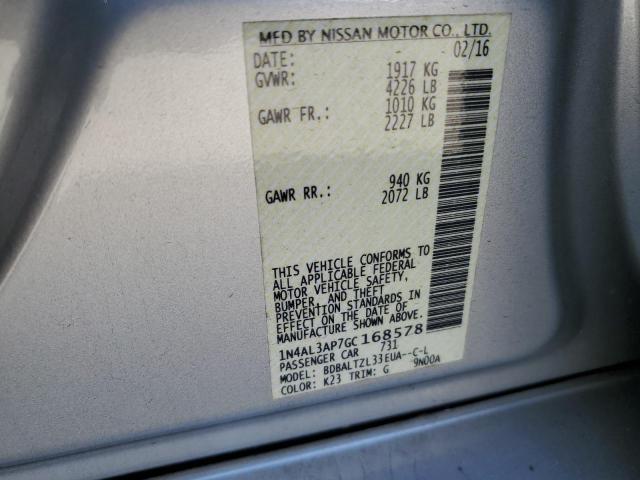 MFD BY NISSAN MOTOR CO., LTD.
DATE: 02/16
GVWR: 1917 KG
4226 LB
GAWR FR.: 1010 KG
2227 LB
GAWR RR.: 940 KG
2072 LB
THIS VEHICLE CONFORMS TO
ALL APPLICABLE FEDERAL
MOTOR VEHICLE SAFETY,
BUMPER, AND THEFT
PREVENTION STANDARDS IN
EFFECT ON THE DATE OF
MANUFACTURE SHOWN ABOVE.
1N4AL3AP7GC168578
PASSENGER CAR 731
MODEL: BDBALTZL33EUA--C-L
COLOR: K23 TRIM: G 9N00A